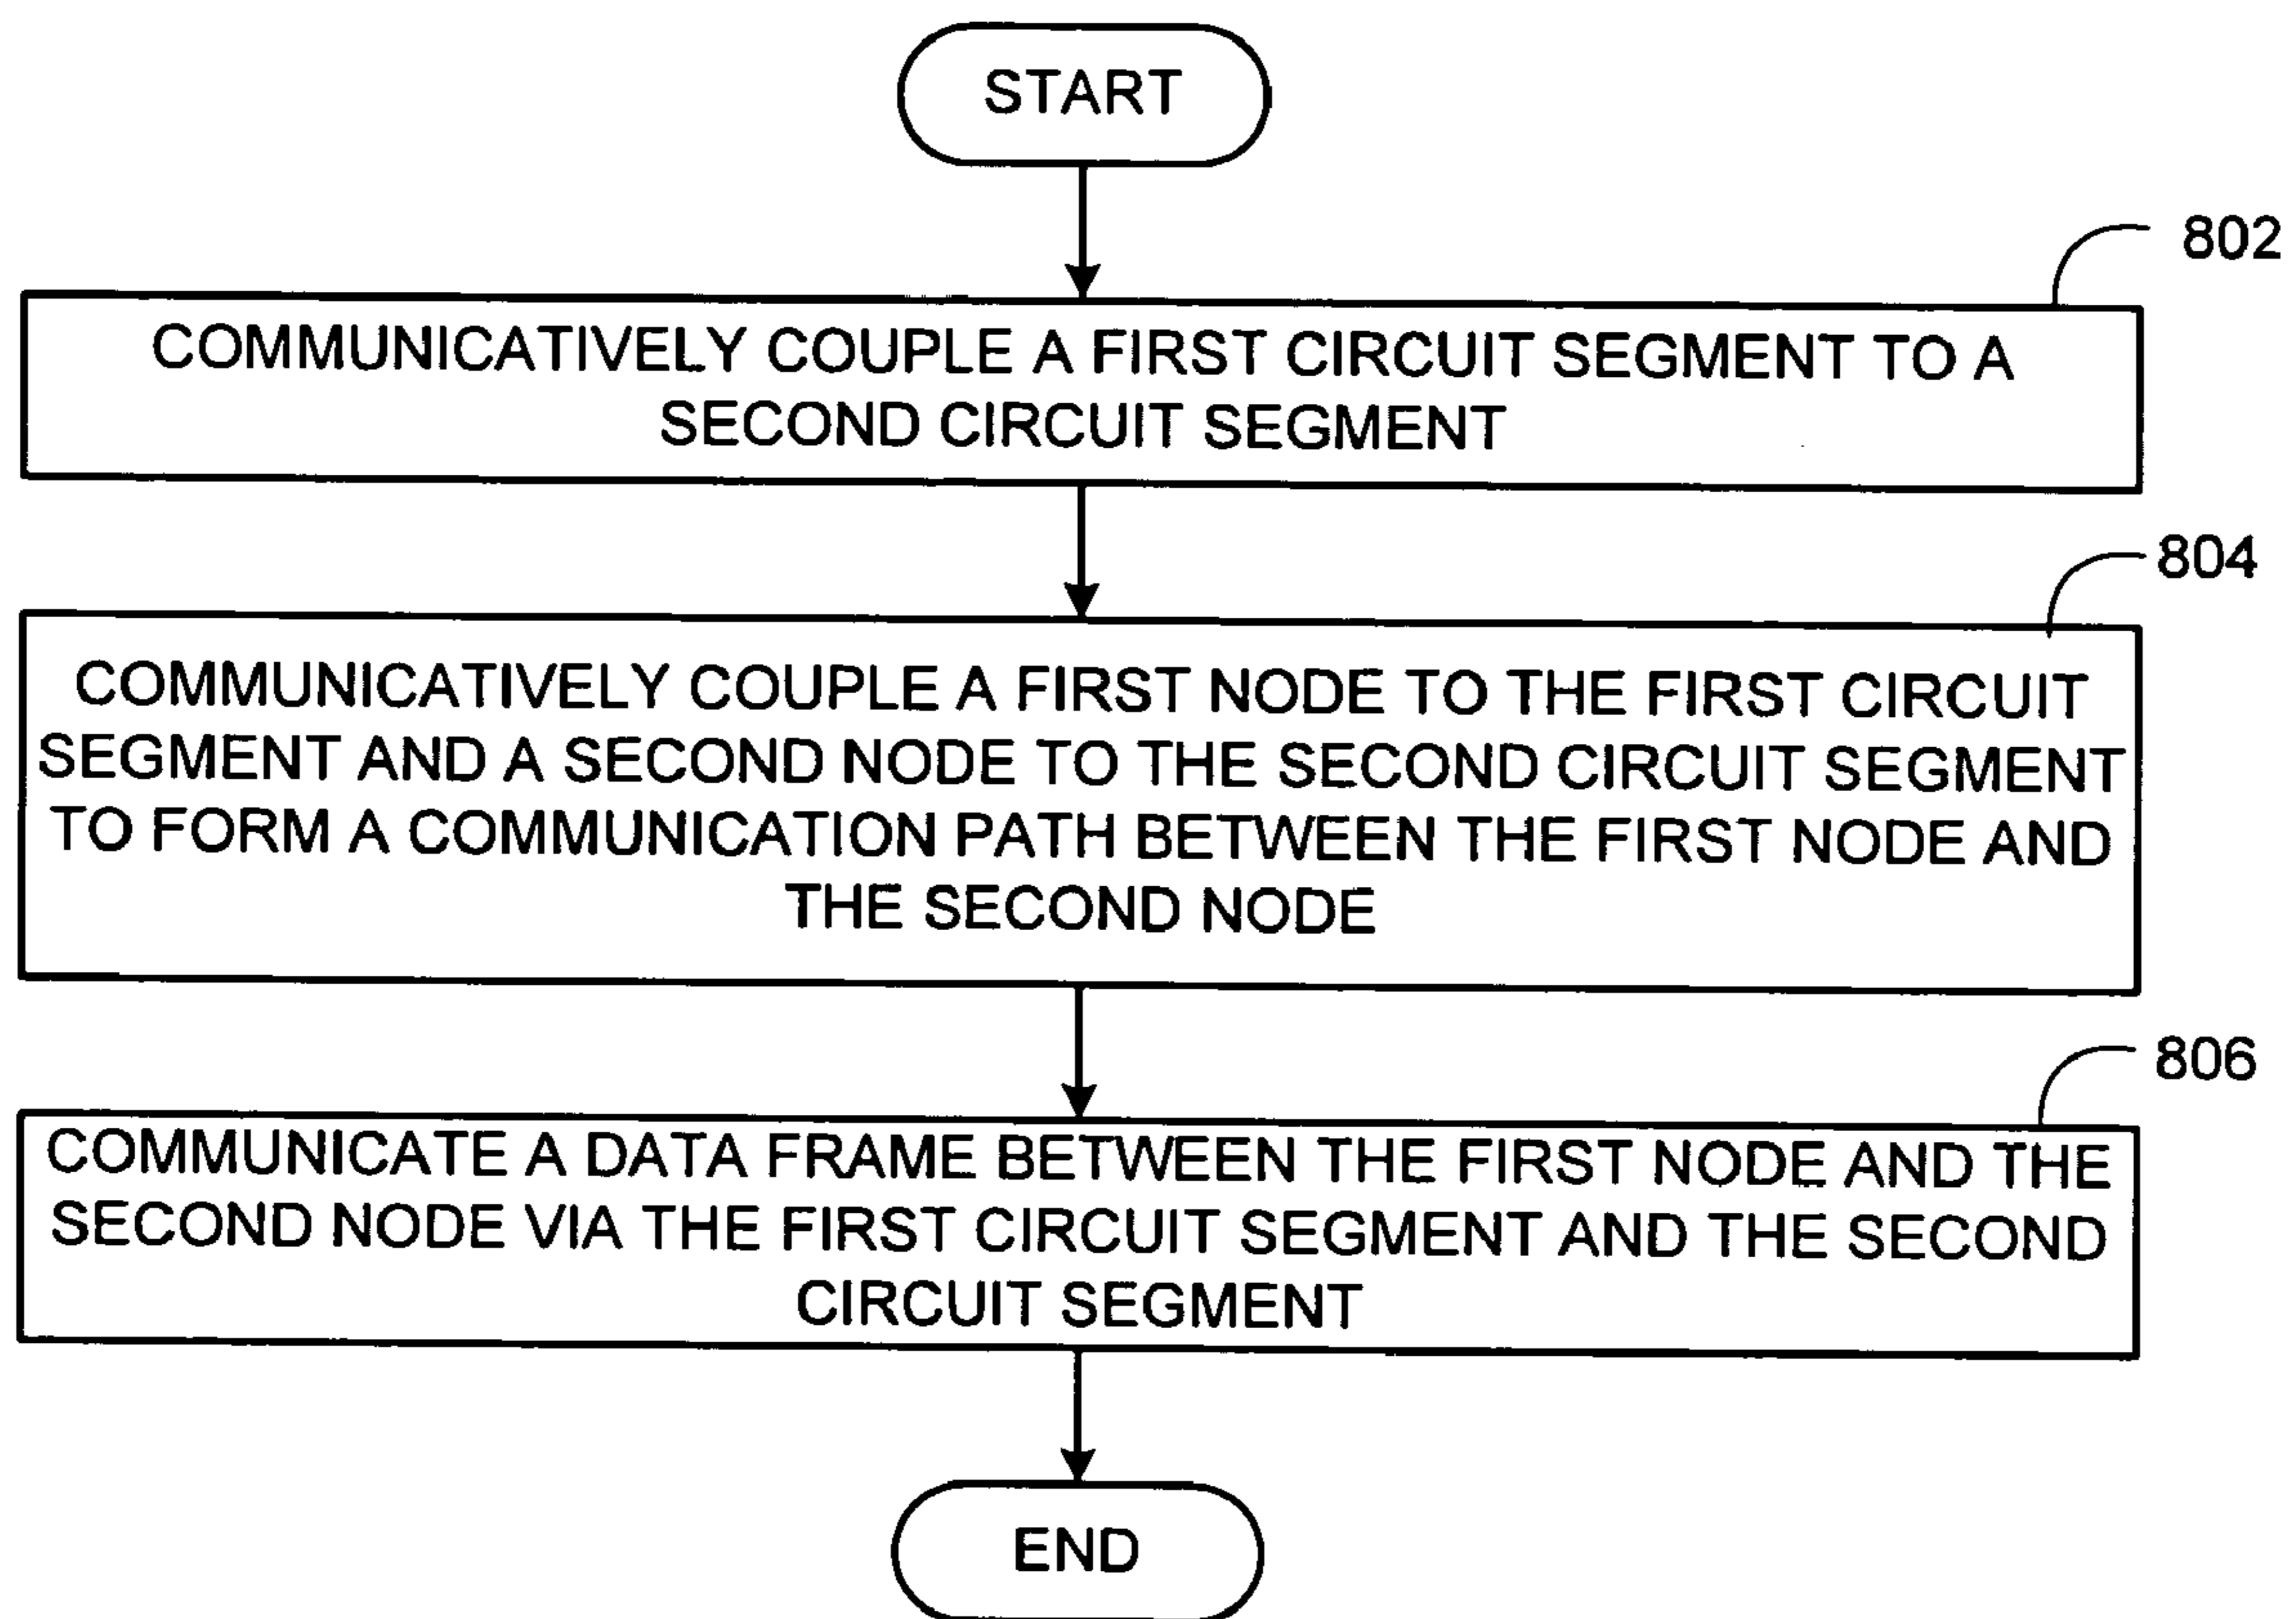 START
802
COMMUNICATIVELY COUPLE A FIRST CIRCUIT SEGMENT TO A
SECOND CIRCUIT SEGMENT
804
COMMUNICATIVELY COUPLE A FIRST NODE TO THE FIRST CIRCUIT
SEGMENT AND A SECOND NODE TO THE SECOND CIRCUIT SEGMENT
TO FORM A COMMUNICATION PATH BETWEEN THE FIRST NODE AND
THE SECOND NODE
806
COMMUNICATE A DATA FRAME BETWEEN THE FIRST NODE AND THE
SECOND NODE VIA THE FIRST CIRCUIT SEGMENT AND THE SECOND
CIRCUIT SEGMENT
END